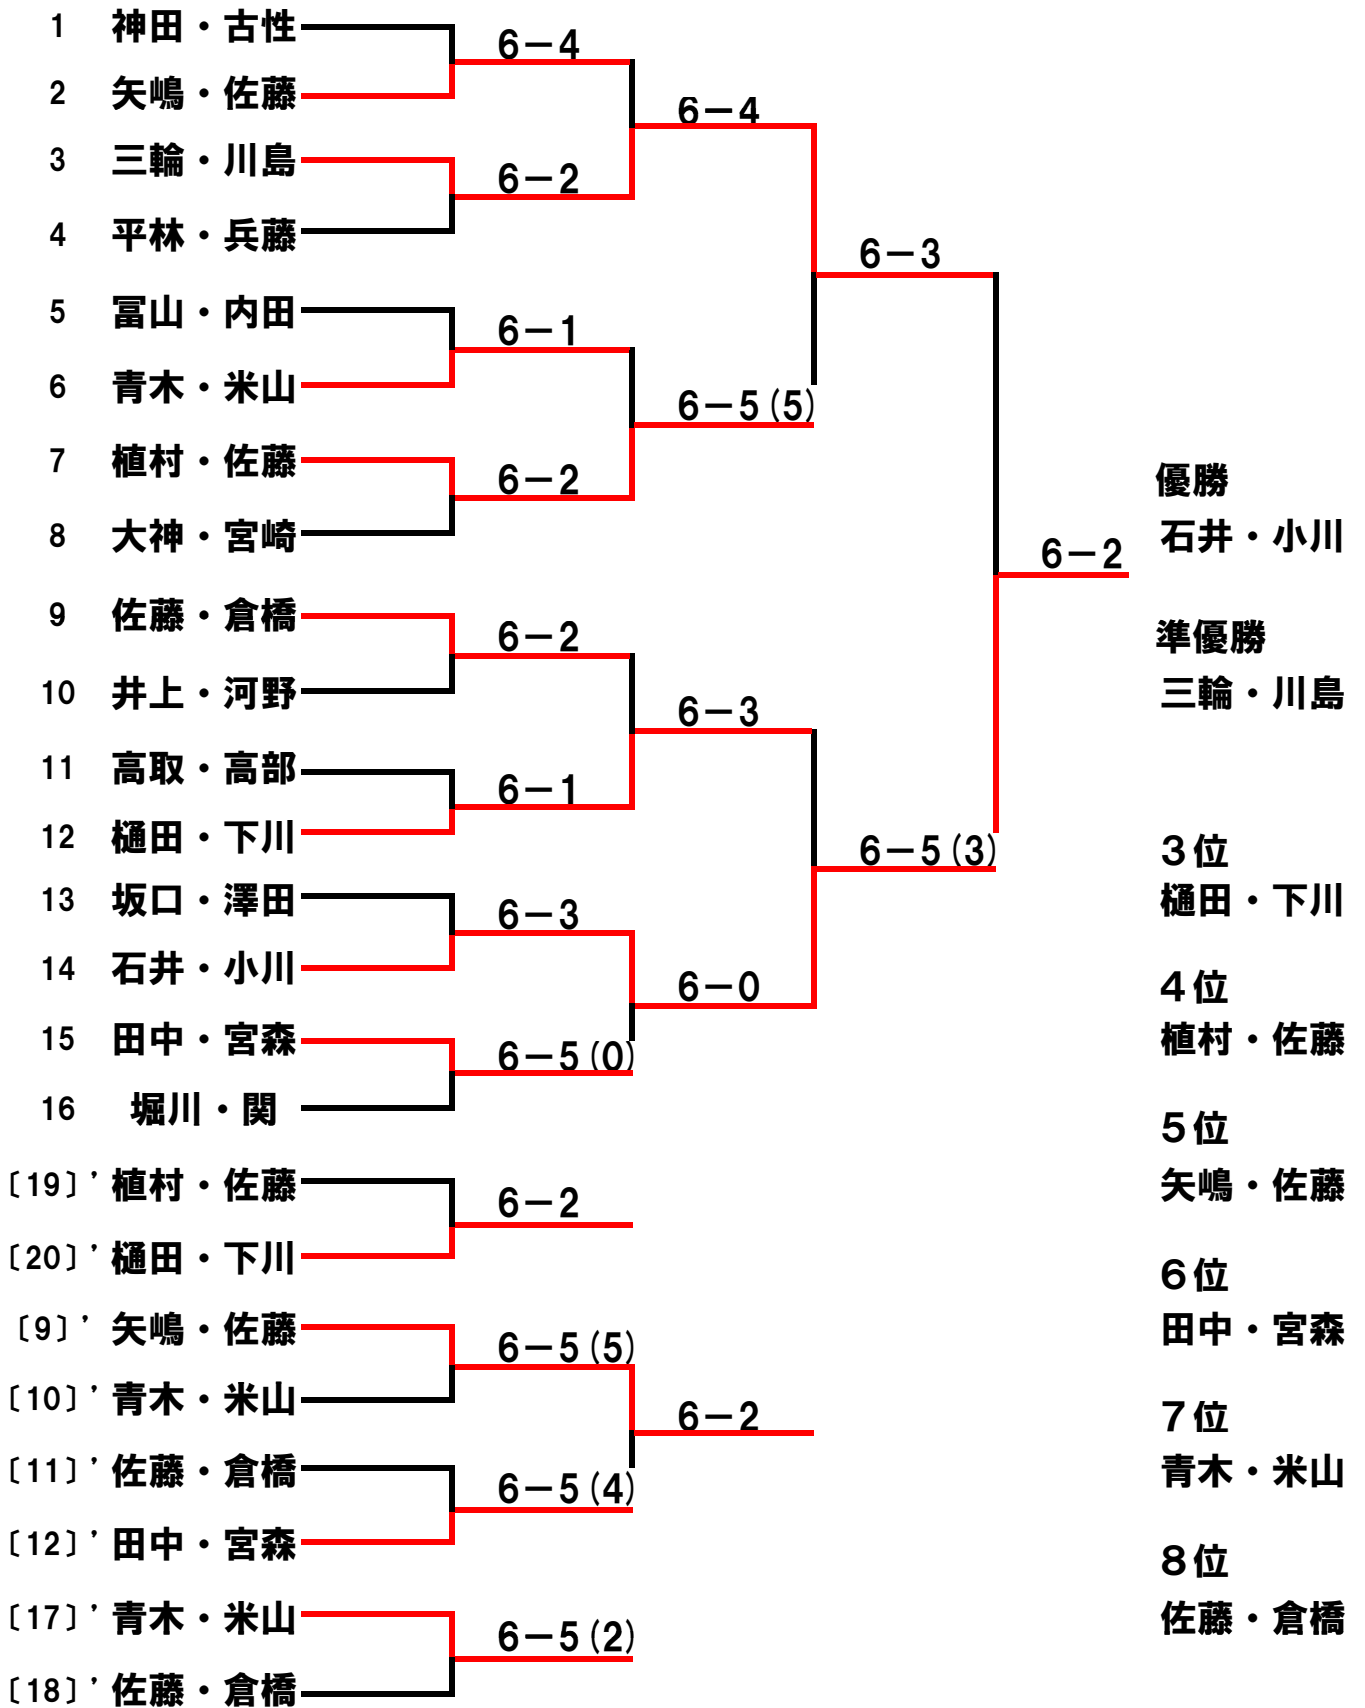 1 神田・古性
6－4
2 矢嶋・佐藤
6－4
3 三輪・川島
6－2
4 平林・兵藤
6－3
5 冨山・内田
6－1
6 青木・米山
6－5(5)
7 植村・佐藤
6－2
8 大神・宮崎
優勝
石井・小川
6－2
9 佐藤・倉橋
6－2
10 井上・河野
準優勝
三輪・川島
6－3
11 高取・高部
6－1
12 樋田・下川
6－5(3)
3位
樋田・下川
13 坂口・澤田
6－3
14 石井・小川
6－0
4位
植村・佐藤
15 田中・宮森
6－5(0)
16 堀川・関
5位
矢嶋・佐藤
〔19〕’植村・佐藤
6－2
〔20〕’樋田・下川
6位
田中・宮森
〔9〕’矢嶋・佐藤
6－5(5)
〔10〕’青木・米山
6－2
7位
青木・米山
〔11〕’佐藤・倉橋
6－5(4)
〔12〕’田中・宮森
8位
佐藤・倉橋
〔17〕’青木・米山
6－5(2)
〔18〕’佐藤・倉橋